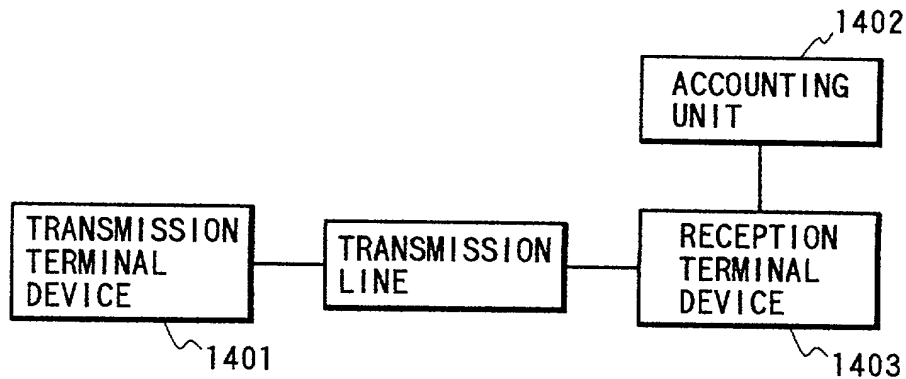 1402
ACCOUNTING
UNIT
TRANSMISSION
TERMINAL
DEVICE
TRANSMISSION
LINE
RECEPTION
TERMINAL
DEVICE
1401
1403